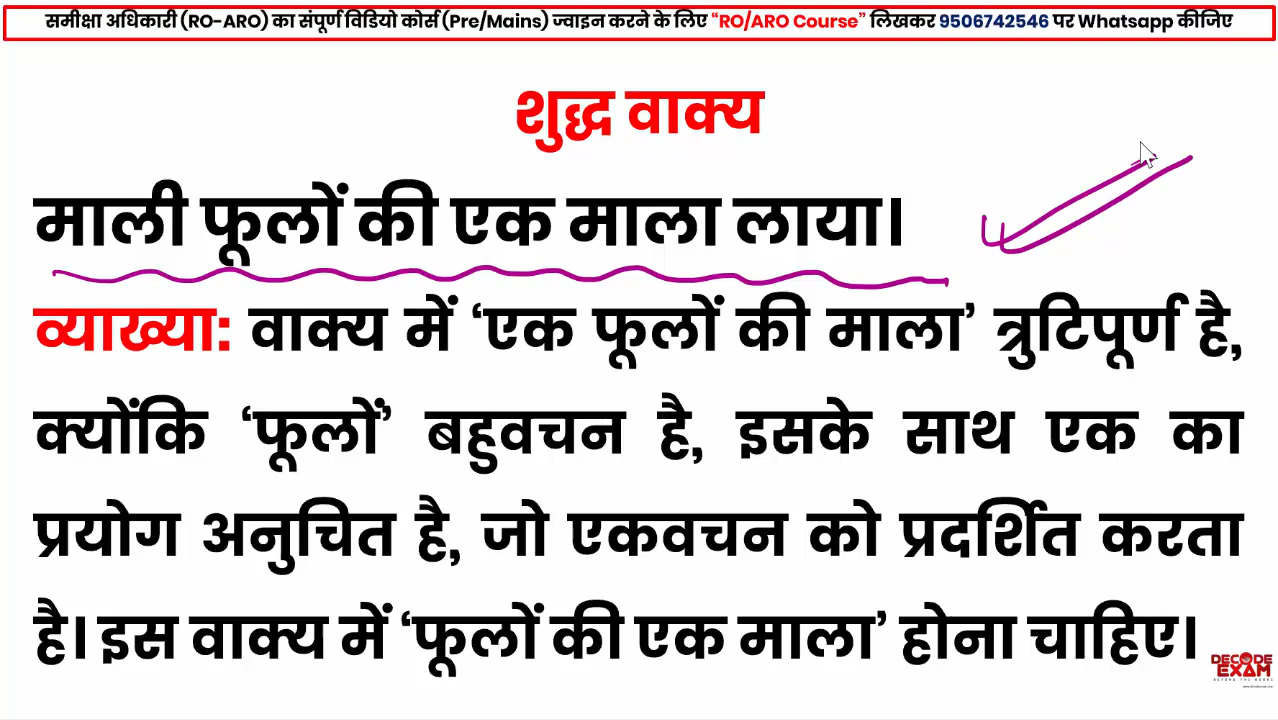 समीक्षा अधिकारी (RO-ARO) का संपूर्ण विडियो कोर्स (Pre/Mains) ज्वाइन करने के लिए “RO/ARO Course” लिखकर 9506742546 पर Whatsapp कीजिए
शुद्ध वाक्य
माली फूलों की एक माला लाया।
व्याख्या: वाक्य में ‘एक फूलों की माला’ त्रुटिपूर्ण है,
क्योंकि ‘फूलों’ बहुवचन है, इसके साथ एक का
प्रयोग अनुचित है, जो एकवचन को प्रदर्शित करता
है। इस वाक्य में ‘फूलों की एक माला’ होना चाहिए।
DECODE
EXAM